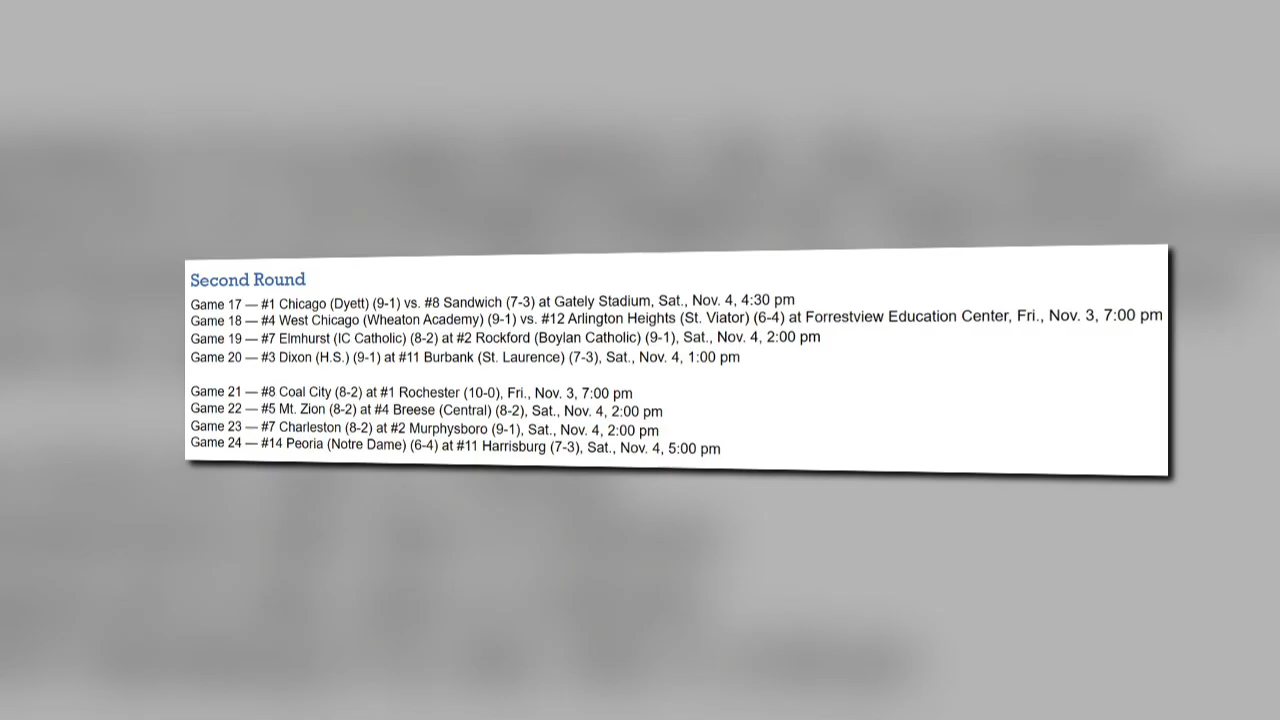 Second Round
Game 17 — #1 Chicago (Dyett) (9-1) vs. #8 Sandwich (7-3) at Gately Stadium, Sat., Nov. 4, 4:30 pm
Game 18 — #4 West Chicago (Wheaton Academy) (9-1) vs. #12 Arlington Heights (St. Viator) (6-4) at Forrestview Education Center, Fri., Nov. 3, 7:00 pm
Game 19 — #7 Elmhurst (IC Catholic) (8-2) at #2 Rockford (Boylan Catholic) (9-1), Sat., Nov. 4, 2:00 pm
Game 20 — #3 Dixon (H.S.) (9-1) at #11 Burbank (St. Laurence) (7-3), Sat., Nov. 4, 1:00 pm
Game 21 — #8 Coal City (8-2) at #1 Rochester (10-0), Fri., Nov. 3, 7:00 pm
Game 22 — #5 Mt. Zion (8-2) at #4 Breese (Central) (8-2), Sat., Nov. 4, 2:00 pm
Game 23 — #7 Charleston (8-2) at #2 Murphysboro (9-1), Sat., Nov. 4, 2:00 pm
Game 24 — #14 Peoria (Notre Dame) (6-4) at #11 Harrisburg (7-3), Sat., Nov. 4, 5:00 pm